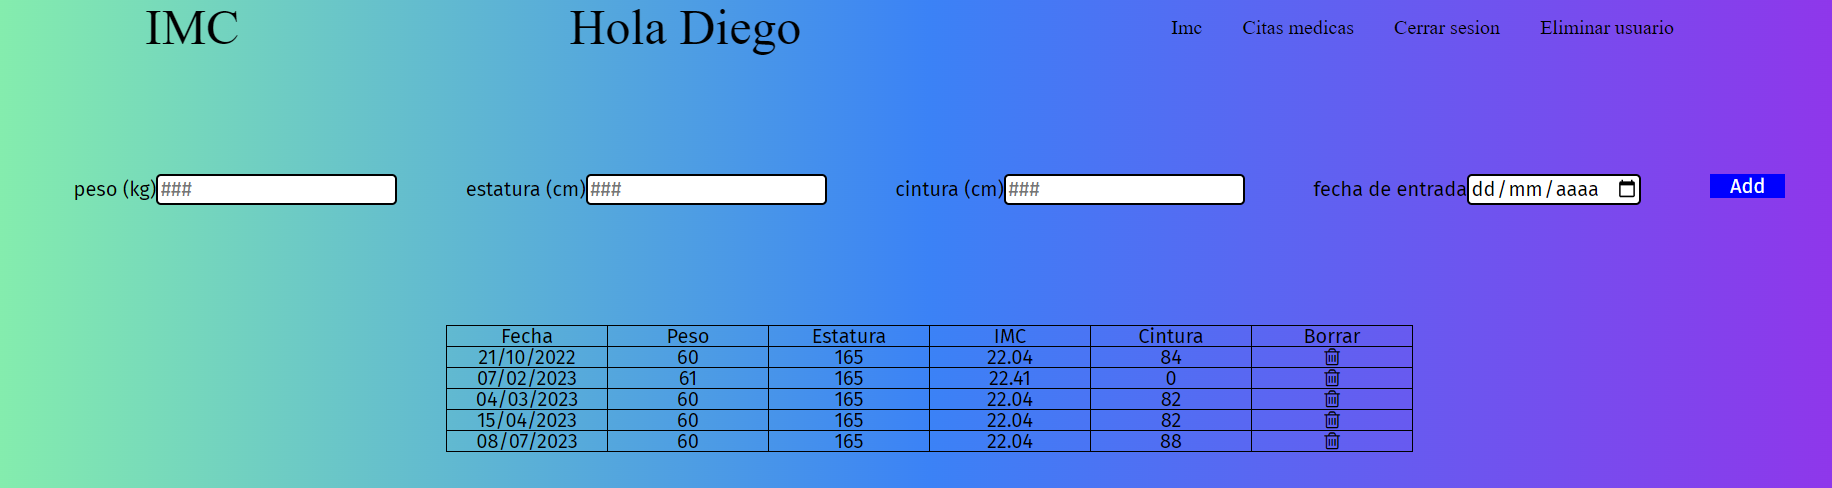 IMC Hola Diego Imc Citas medicas Cerrar sesion Eliminar usuario
peso (kg) ### estatura (cm) ### cintura (cm) ### fecha de entrada dd/mm/aaaa Add
Fecha Peso Estatura IMC Cintura Borrar
21/10/2022 60 165 22.04 84
07/02/2023 61 165 22.41 0
04/03/2023 60 165 22.04 82
15/04/2023 60 165 22.04 82
08/07/2023 60 165 22.04 88